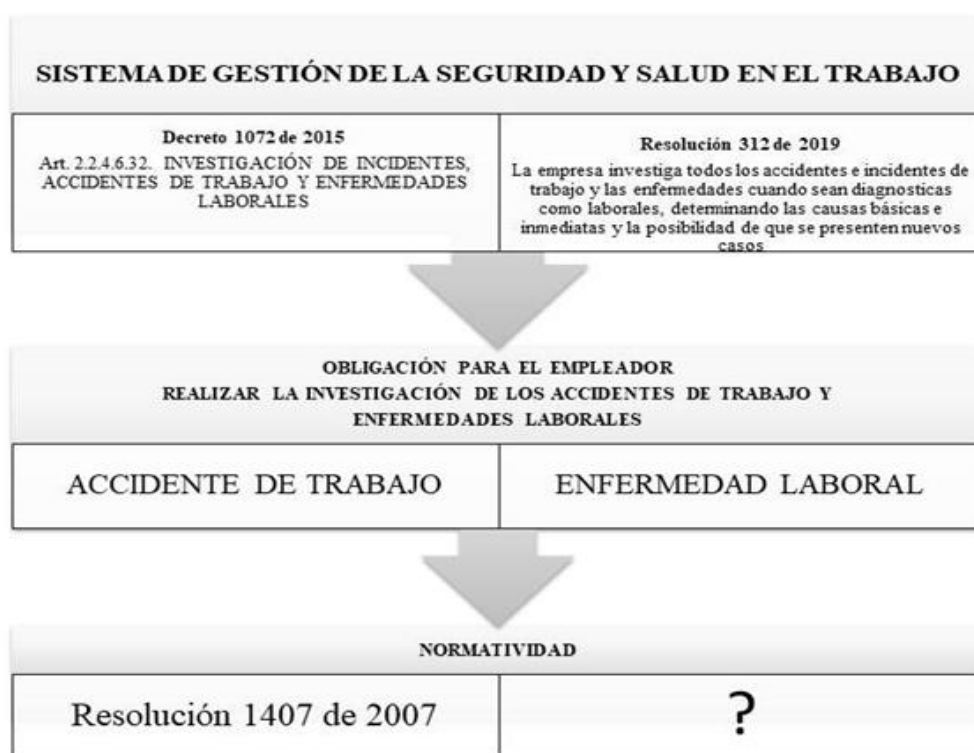 SISTEMA DE GESTIÓN DE LA SEGURIDAD Y SALUD EN EL TRABAJO
Decreto 1072 de 2015
Art. 2.2.4.6.32. INVESTIGACIÓN DE INCIDENTES,
ACCIDENTES DE TRABAJO Y ENFERMEDADES
LABORALES
Resolución 312 de 2019
La empresa investiga todos los accidentes e incidentes de
trabajo y las enfermedades cuando sean diagnosticas
como laborales, determinando las causas básicas e
inmediatas y la posibilidad de que se presenten nuevos
casos
OBLIGACIÓN PARA EL EMPLEADOR
REALIZAR LA INVESTIGACIÓN DE LOS ACCIDENTES DE TRABAJO Y
ENFERMEDADES LABORALES
ACCIDENTE DE TRABAJO
ENFERMEDAD LABORAL
NORMATIVIDAD
Resolución 1407 de 2007
?